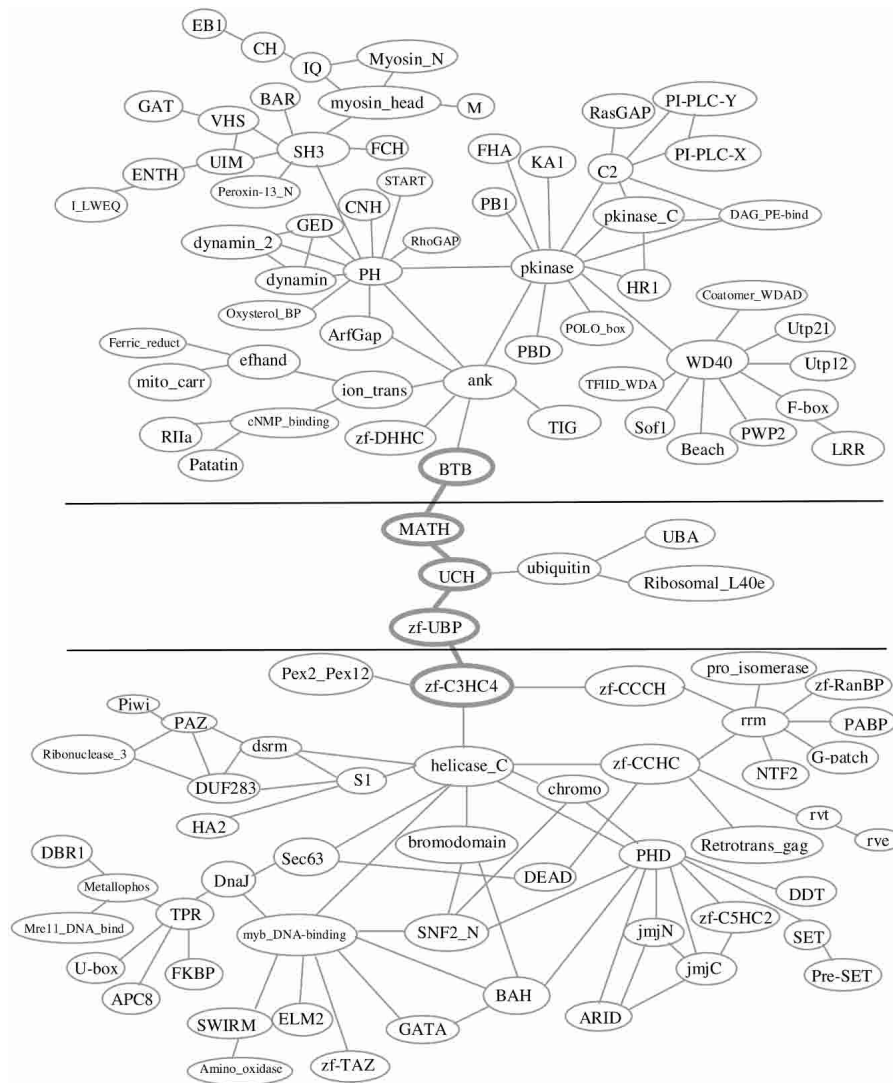 EB1
CH
IQ
Myosin_N
BAR
myosin_head
M
GAT
VHS
RasGAP
PI-PLC-Y
SH3
FCH
FHA
KA1
PI-PLC-X
ENTH
UIM
C2
I_LWEQ
Peroxin-13_N
START
PB1
CNH
pkinase_C
DAG_PE-bind
GED
dynamin_2
RhoGAP
dynamin
PH
pkinase
HR1
Coatomer_WDAD
Oxysterol_BP
ArfGap
POLO_box
Utp21
Ferric_reduct
PBD
efhand
WD40
Utp12
mito_carr
ion_trans
ank
TFIID_WDA
F-box
cNMP_binding
RIIa
zf-DHHC
TIG
Sof1
PWP2
Patatin
Beach
LRR
BTB
MATH
UBA
UCH
ubiquitin
Ribosomal_L40e
zf-UBP
Pex2_Pex12
pro_isomerase
zf-C3HC4
zf-CCCH
zf-RanBP
Piwi
PAZ
rrm
PABP
dsrm
Ribonuclease_3
helicase_C
zf-CCHC
G-patch
S1
NTF2
DUF283
chromo
rvt
HA2
bromodomain
Retrotrans_gag
rve
DBR1
Sec63
PHD
DnaJ
DEAD
Metallophos
DDT
TPR
zf-C5HC2
Mre11_DNA_bind
myb_DNA-binding
SNF2_N
jmjN
SET
U-box
FKBP
jmjC
Pre-SET
APC8
BAH
SWIRM
ELM2
GATA
ARID
Amino_oxidase
zf-TAZ